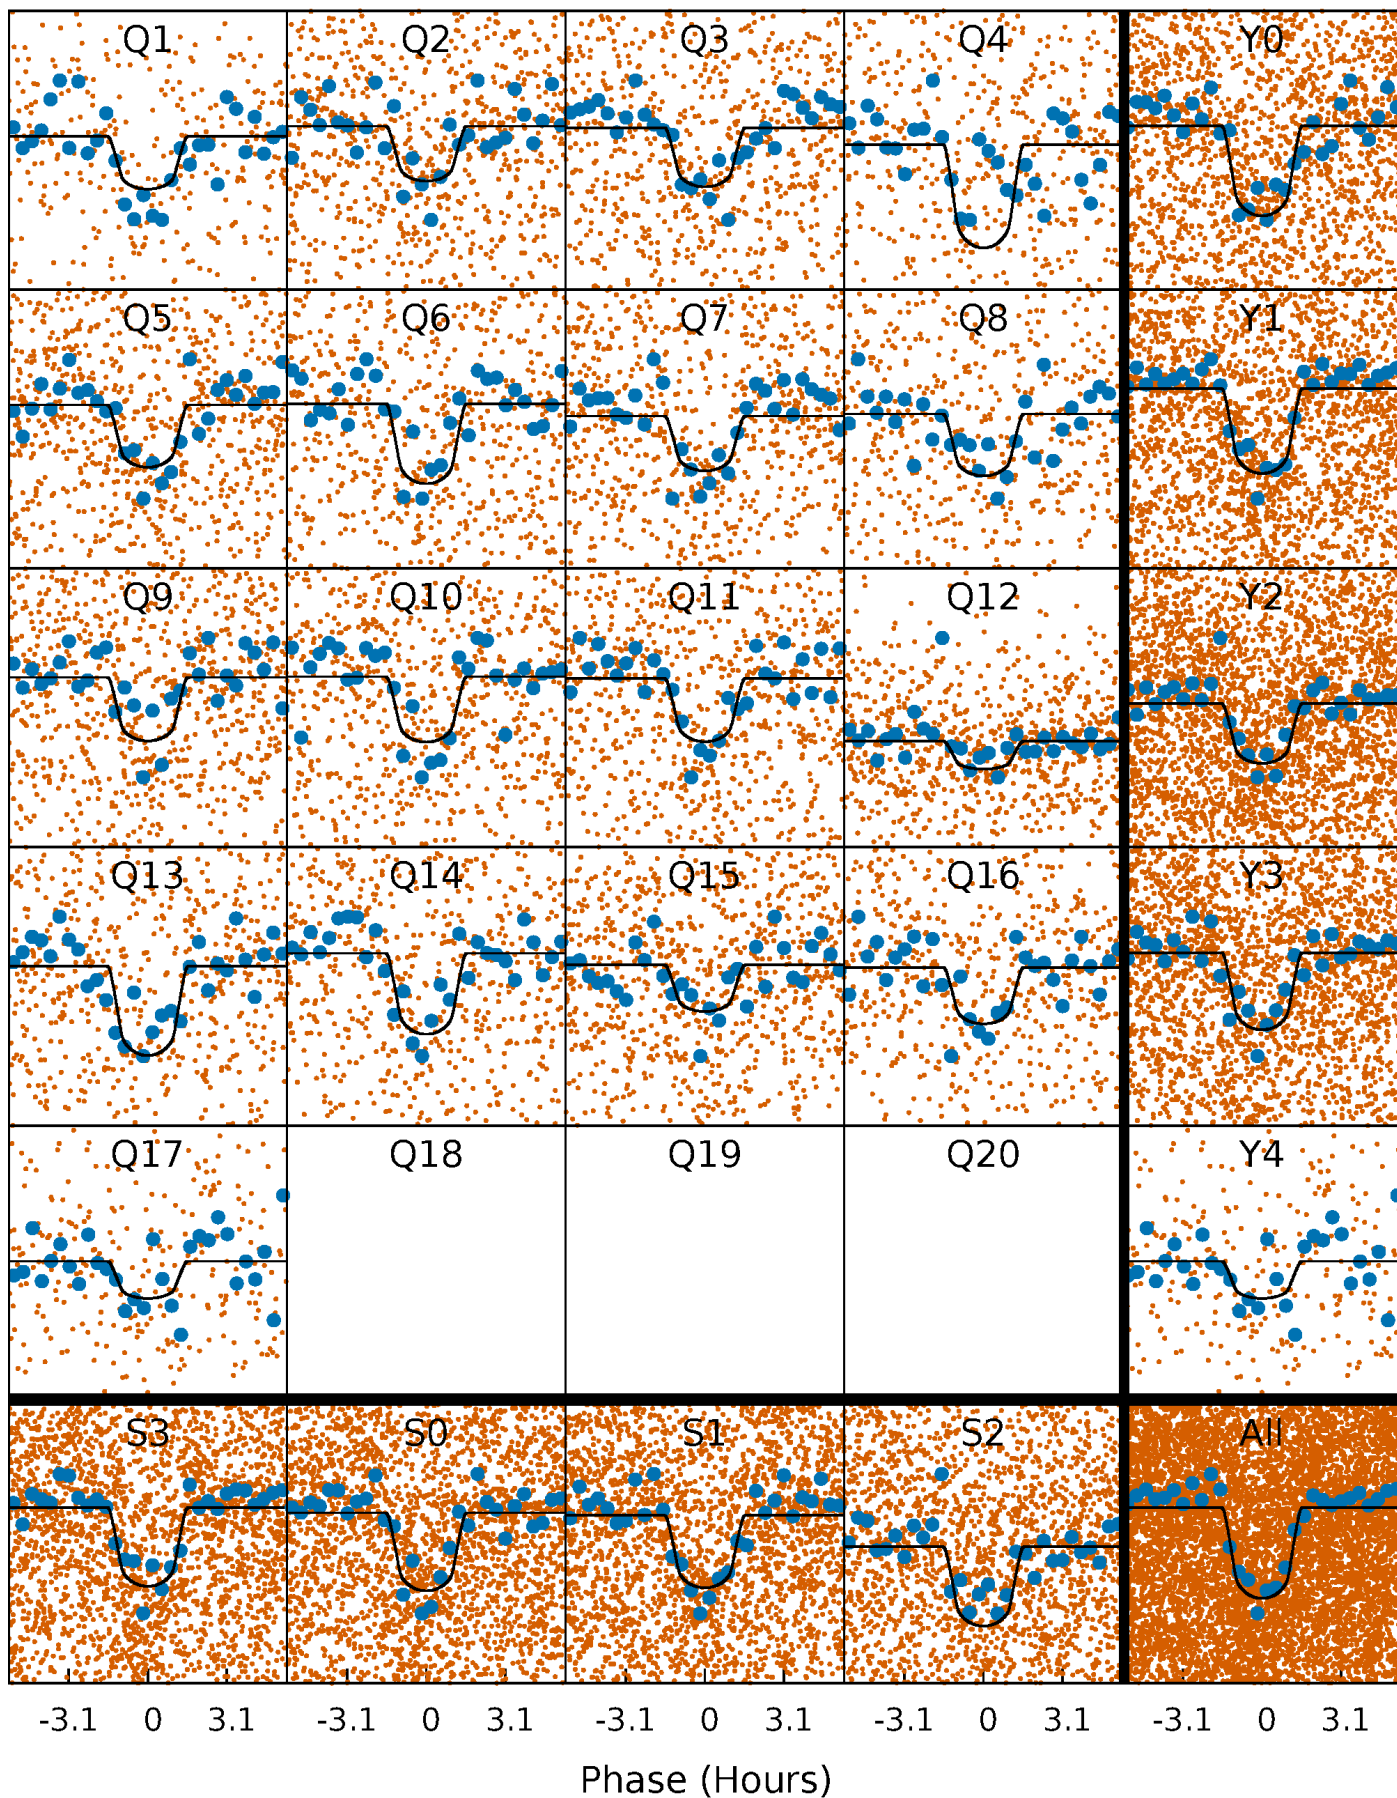 Q1 Q2 Q3 Q4 Y0
Q5 Q6 Q7 Q8 Y1
Q9 Q10 Q11 Q12 Y2
Q13 Q14 Q15 Q16 Y3
Q17 Q18 Q19 Q20 Y4
S3 S0 S1 S2 All
-3.1 0 3.1 -3.1 0 3.1 -3.1 0 3.1 -3.1 0 3.1 -3.1 0 3.1
Phase (Hours)